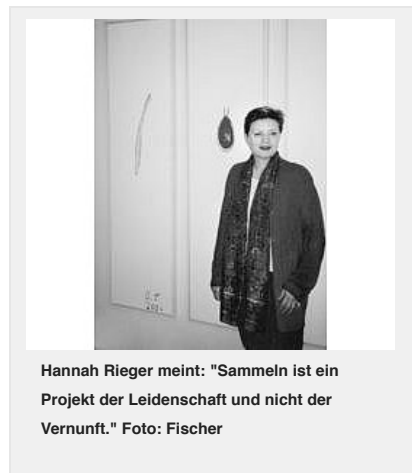 Hannah Rieger meint: "Sammeln ist ein
Projekt der Leidenschaft und nicht der
Vernunft." Foto: Fischer